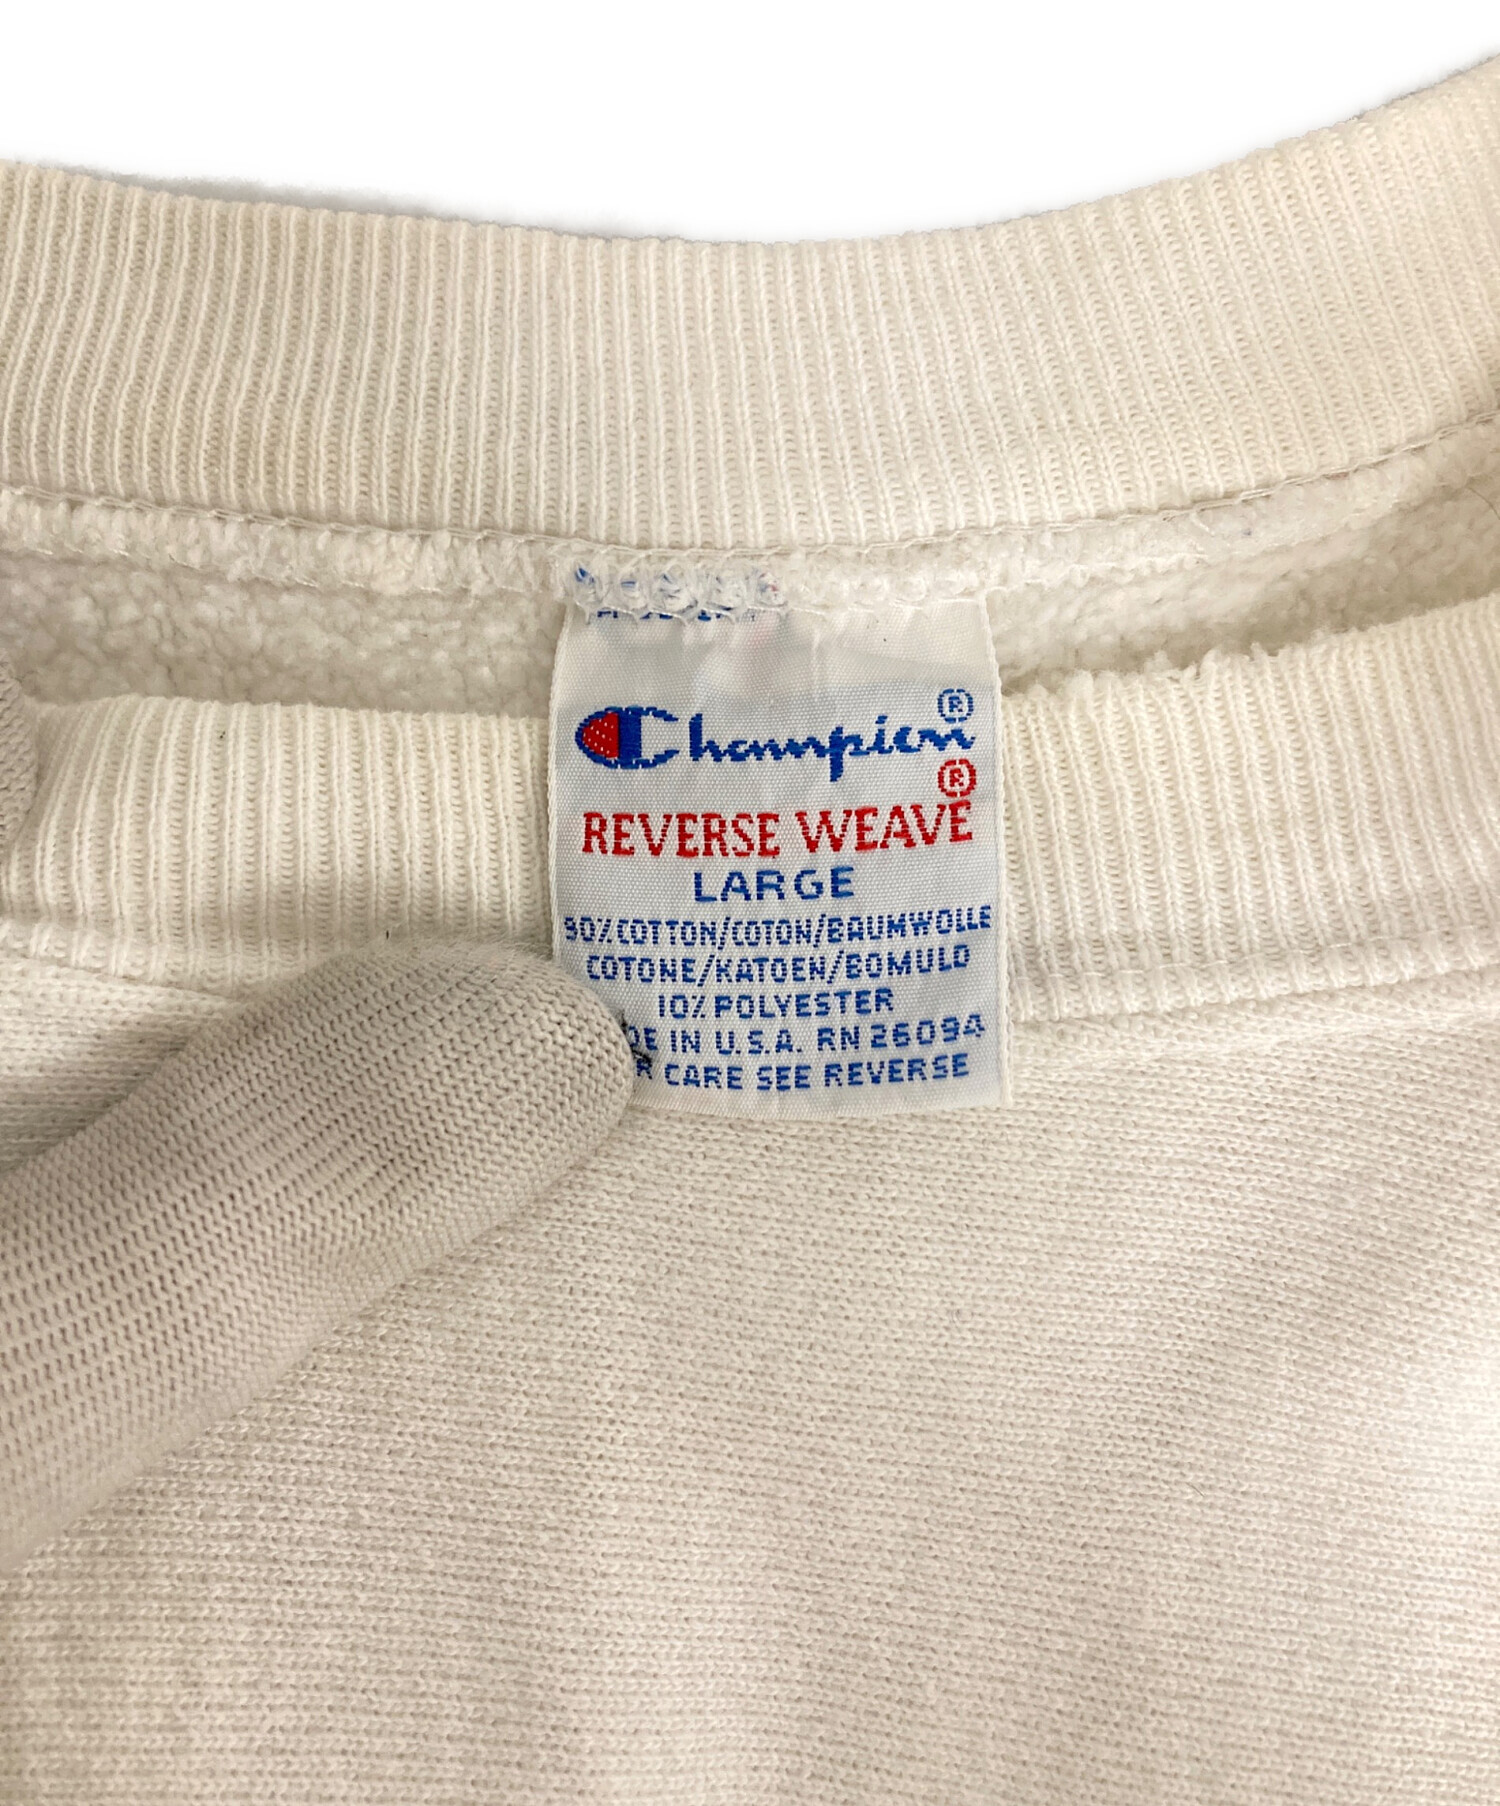 Champion®
REVERSE WEAVE®
LARGE
90% COTTON/COTON/BAUMWOLLE
COTONE/KATOEN/BOMULD
10% POLYESTER
DE IN U.S.A. RN 26094
R CARE SEE REVERSE